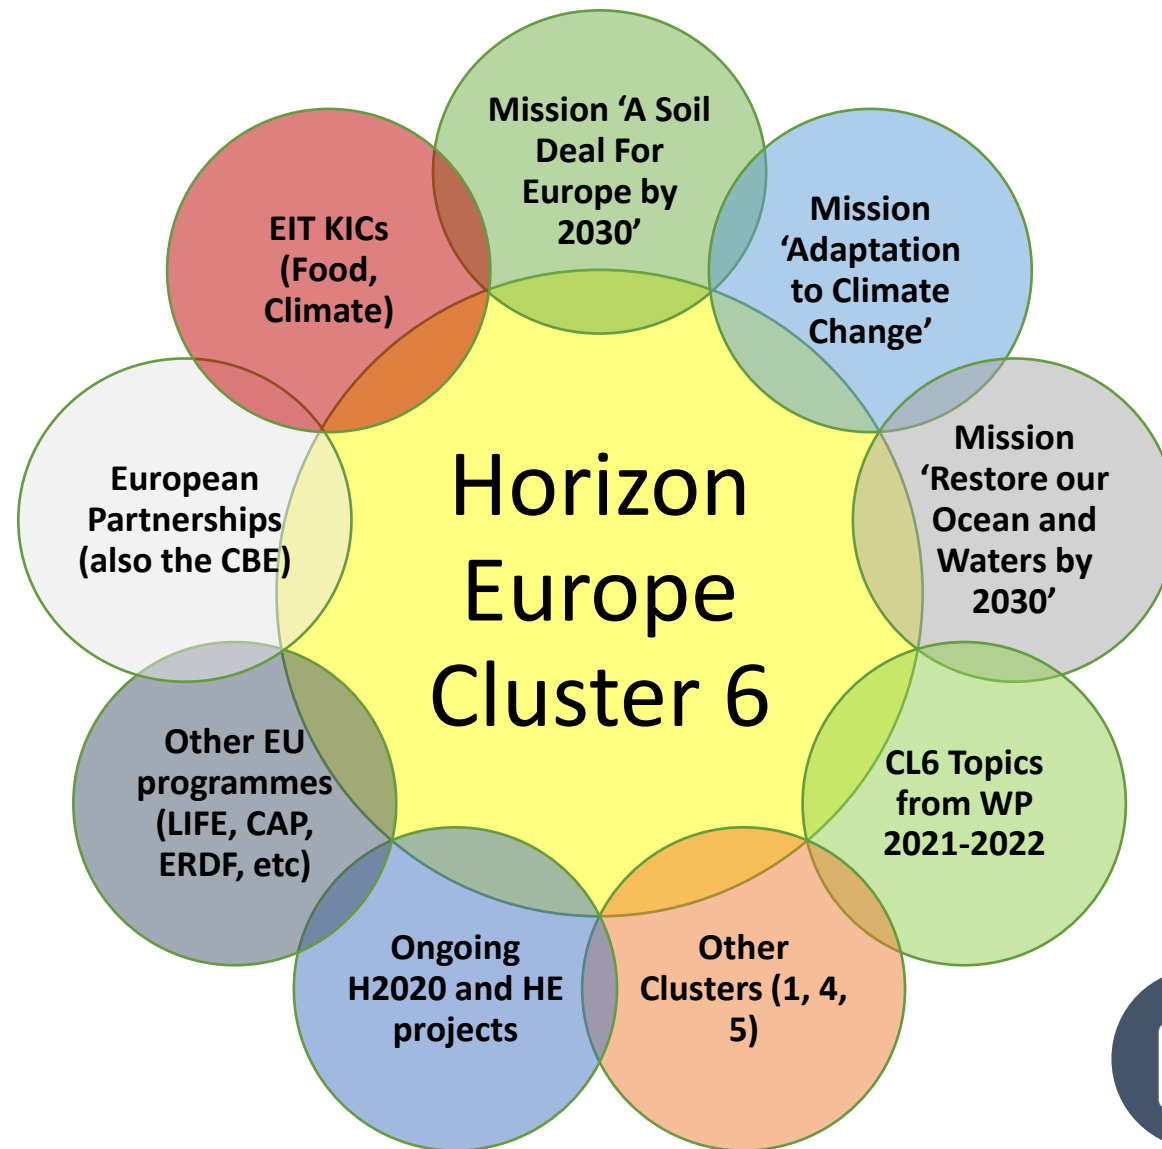 Mission ‘A Soil
Deal For
Europe by
2030’
Mission
‘Adaptation
to Climate
Change’
Mission
‘Restore our
Ocean and
Waters by
2030’
CL6 Topics
from WP
2021-2022
Other
Clusters (1, 4,
5)
Ongoing
H2020 and HE
projects
Other EU
programmes
(LIFE, CAP,
ERDF, etc)
European
Partnerships
(also the CBE)
EIT KICs
(Food,
Climate)
Horizon
Europe
Cluster 6